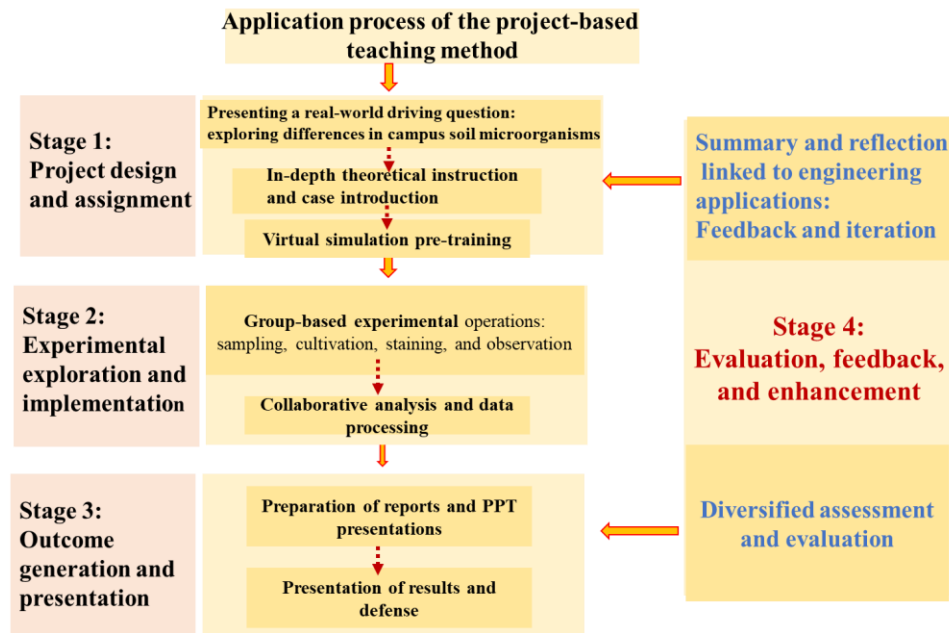 Application process of the project-based
teaching method
Stage 1:
Project design
and assignment
Presenting a real-world driving question:
exploring differences in campus soil microorganisms
In-depth theoretical instruction
and case introduction
Virtual simulation pre-training
Stage 2:
Experimental
exploration and
implementation
Group-based experimental operations:
sampling, cultivation, staining, and observation
Collaborative analysis and data
processing
Stage 3:
Outcome
generation and
presentation
Preparation of reports and PPT
presentations
Presentation of results and
defense
Summary and reflection
linked to engineering
applications:
Feedback and iteration
Stage 4:
Evaluation, feedback,
and enhancement
Diversified assessment
and evaluation